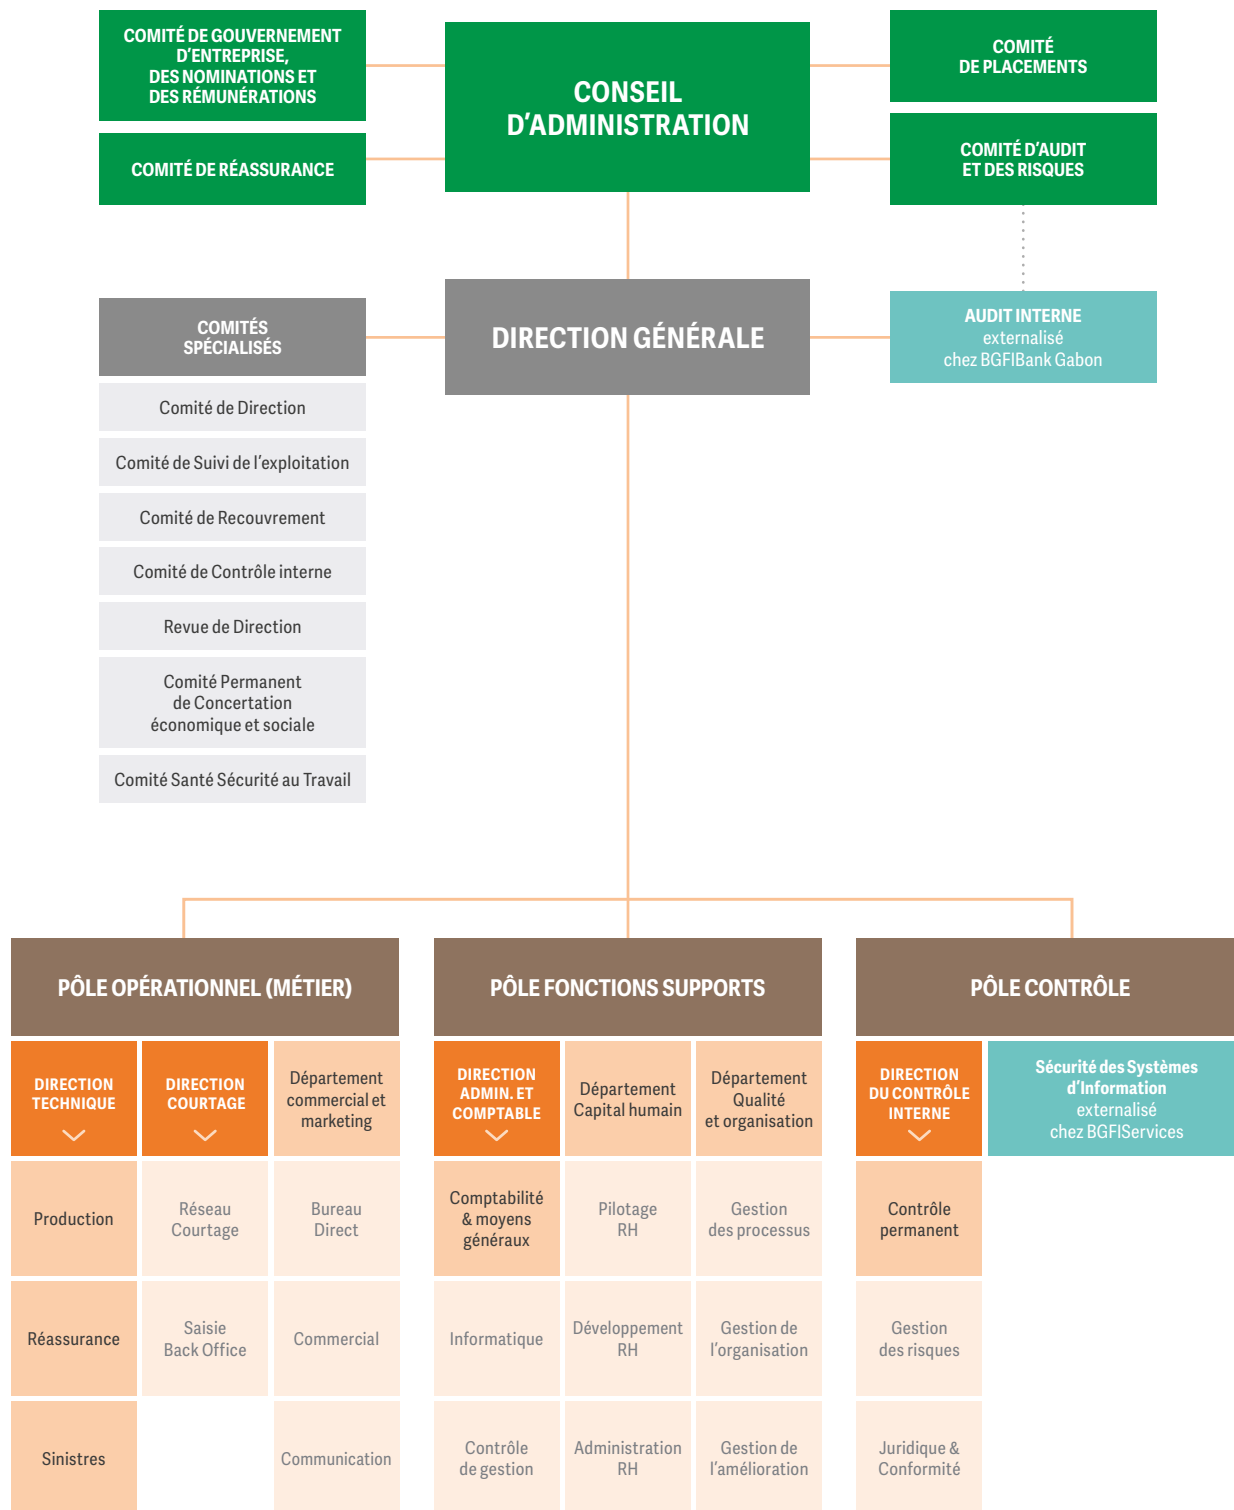 COMITÉ DE GOUVERNEMENT
D'ENTREPRISE,
DES NOMINATIONS ET
DES RÉMUNÉRATIONS
COMITÉ DE RÉASSURANCE
CONSEIL
D'ADMINISTRATION
COMITÉ
DE PLACEMENTS
COMITÉ D'AUDIT
ET DES RISQUES
COMITÉS
SPÉCIALISÉS
DIRECTION GÉNÉRALE
AUDIT INTERNE
externalisé
chez BGFIBank Gabon
Comité de Direction
Comité de Suivi de l'exploitation
Comité de Recouvrement
Comité de Contrôle interne
Revue de Direction
Comité Permanent
de Concertation
économique et sociale
Comité Santé Sécurité au Travail
PÔLE OPÉRATIONNEL (MÉTIER)
DIRECTION
TECHNIQUE
DIRECTION
COURTAGE
Département
commercial et
marketing
Production
Réseau
Courtage
Bureau
Direct
Réassurance
Saisie
Back Office
Commercial
Sinistres
Communication
PÔLE FONCTIONS SUPPORTS
DIRECTION
ADMIN. ET
COMPTABLE
Département
Capital humain
Département
Qualité
et organisation
Comptabilité
& moyens
généraux
Pilotage
RH
Gestion
des processus
Informatique
Développement
RH
Gestion de
l'organisation
Contrôle
de gestion
Administration
RH
Gestion de
l'amélioration
PÔLE CONTRÔLE
DIRECTION
DU CONTRÔLE
INTERNE
Sécurité des Systèmes
d'Information
externalisé
chez BGFIServices
Contrôle
permanent
Gestion
des risques
Juridique &
Conformité